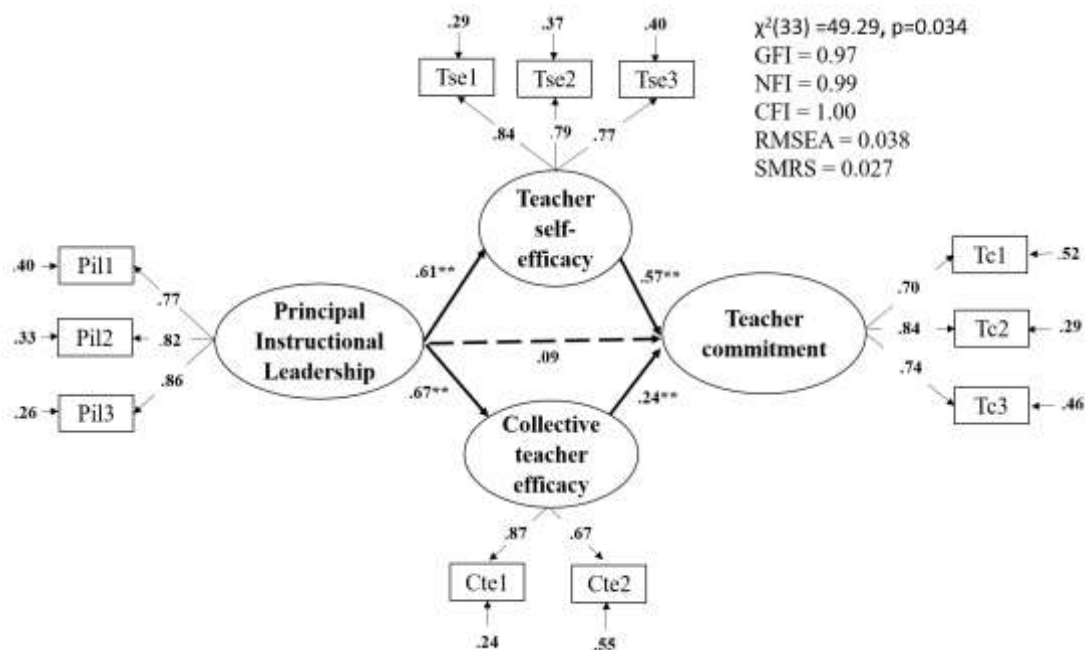 .29
.37
.40
Tse1
Tse2
Tse3
.84
.79
.77
χ²(33) =49.29, p=0.034
GFI = 0.97
NFI = 0.99
CFI = 1.00
RMSEA = 0.038
SMRS = 0.027
Teacher
self-
efficacy
.40
Pil1
.77
.33
Pil2
.82
.26
Pil3
.86
Principal
Instructional
Leadership
.61**
.57**
.09
.67**
.24**
Teacher
commitment
.70
Tc1
.52
.84
Tc2
.29
.74
Tc3
.46
Collective
teacher
efficacy
.87
.67
Cte1
Cte2
.24
.55